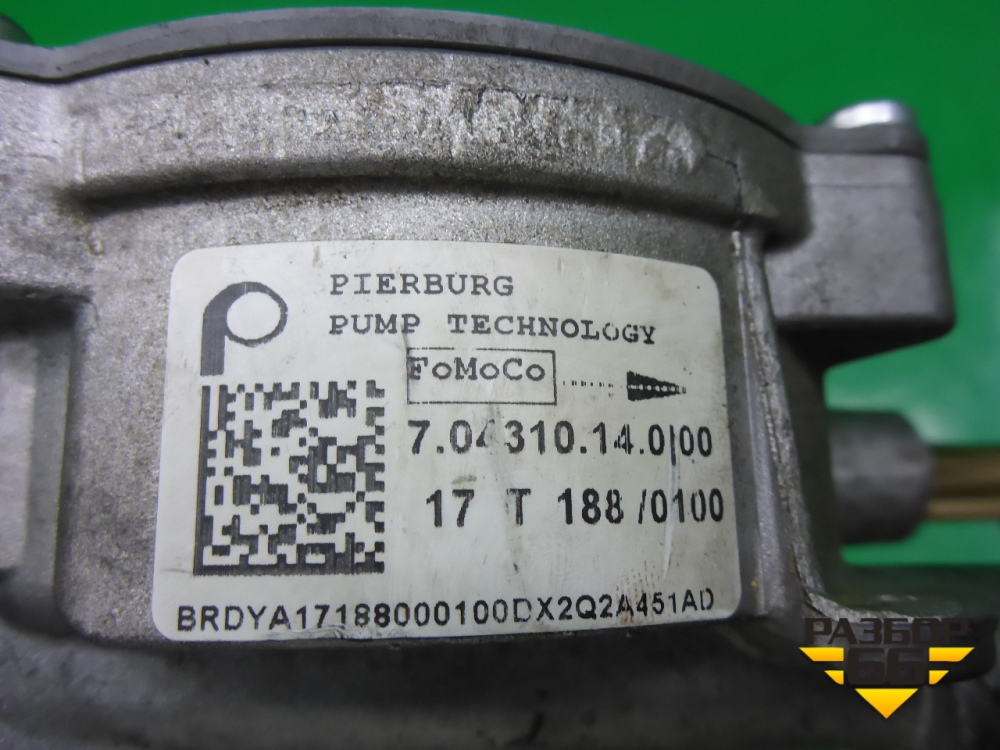 PIERBURG
PUMP TECHNOLOGY
FoMoCo
7.04310.14.0|00
17 T 188 /0100
BRDYA17188000100DX2Q2A451AD
РАЗБОР
66